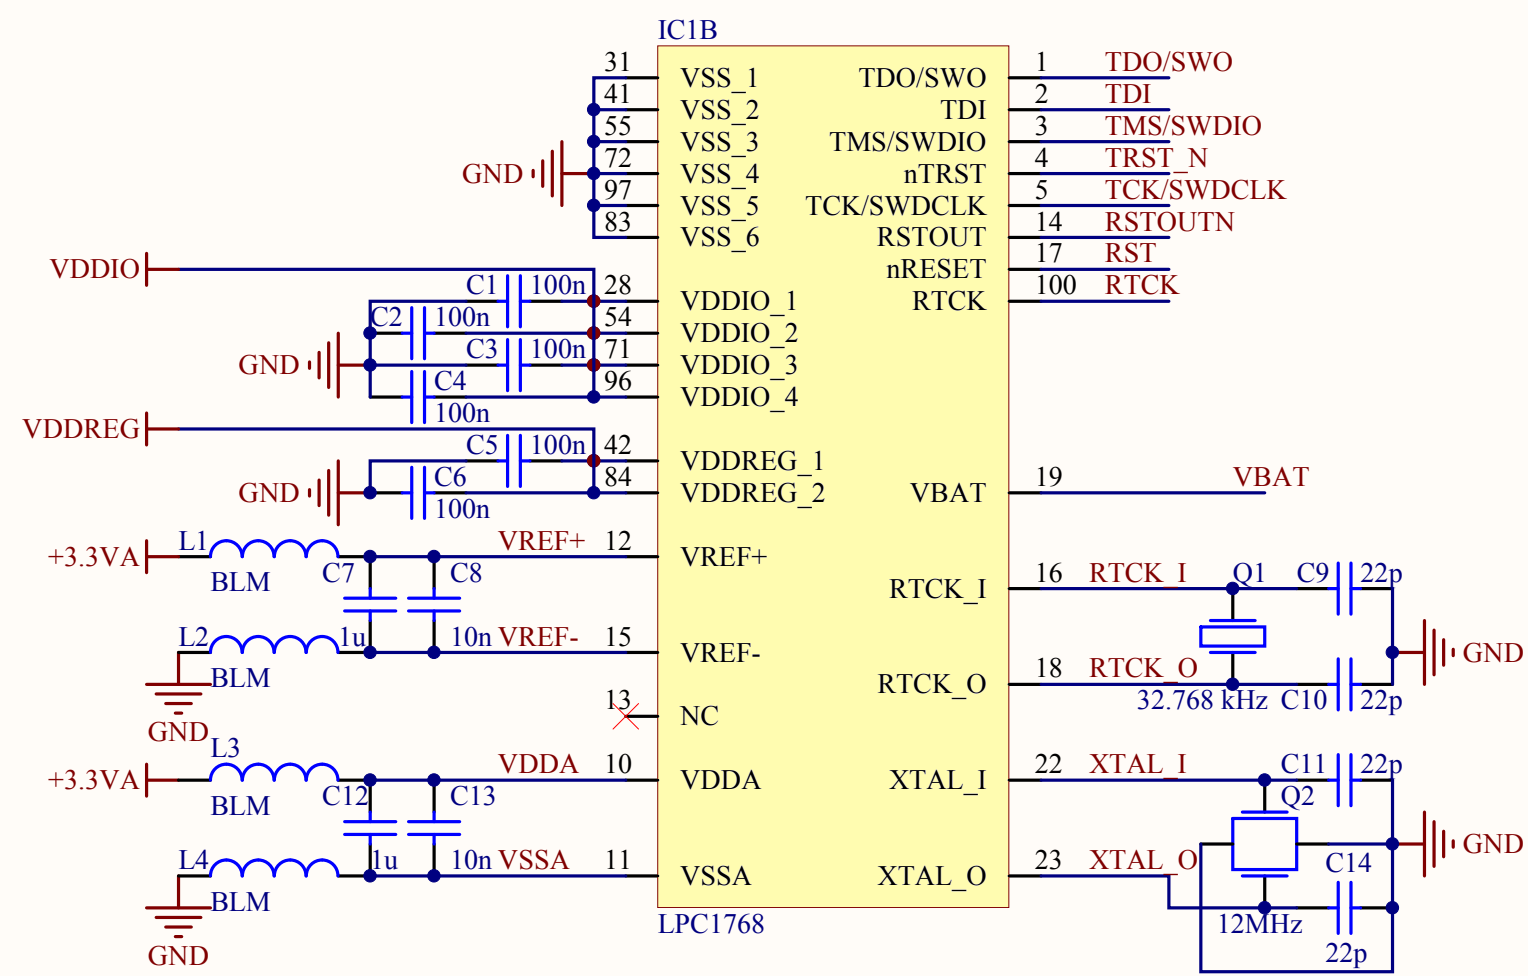 IC1B
31 VSS_1 TDO/SWO 1 TDO/SWO
41 VSS_2 TDI 2 TDI
55 VSS_3 TMS/SWDIO 3 TMS/SWDIO
GND 72 VSS_4 nTRST 4 TRST_N
97 VSS_5 TCK/SWDCLK 5 TCK/SWDCLK
83 VSS_6 RSTOUT 14 RSTOUTN
VDDIO nRESET 17 RST
C1 100n 28 VDDIO_1 RTCK 100 RTCK
C2 100n 54 VDDIO_2
GND C3 100n 71 VDDIO_3
C4 96 VDDIO_4
100n
VDDREG
C5 100n 42 VDDREG_1
GND C6 84 VDDREG_2 VBAT 19 VBAT
100n
+3.3VA L1 VREF+ 12 VREF+
BLM C7 C8 RTCK_I 16 RTCK_I Q1 C9 22p
L2 1u 10n VREF- 15 VREF- GND
BLM RTCK_O 18 RTCK_O
32.768 kHz C10 22p
GND 13 NC
L3
+3.3VA VDDA 10 VDDA XTAL_I 22 XTAL_I C11 22p
BLM C12 C13 Q2
GND
L4 1u 10n VSSA 11 VSSA XTAL_O 23 XTAL_O C14
BLM
LPC1768 12MHz
GND 22p